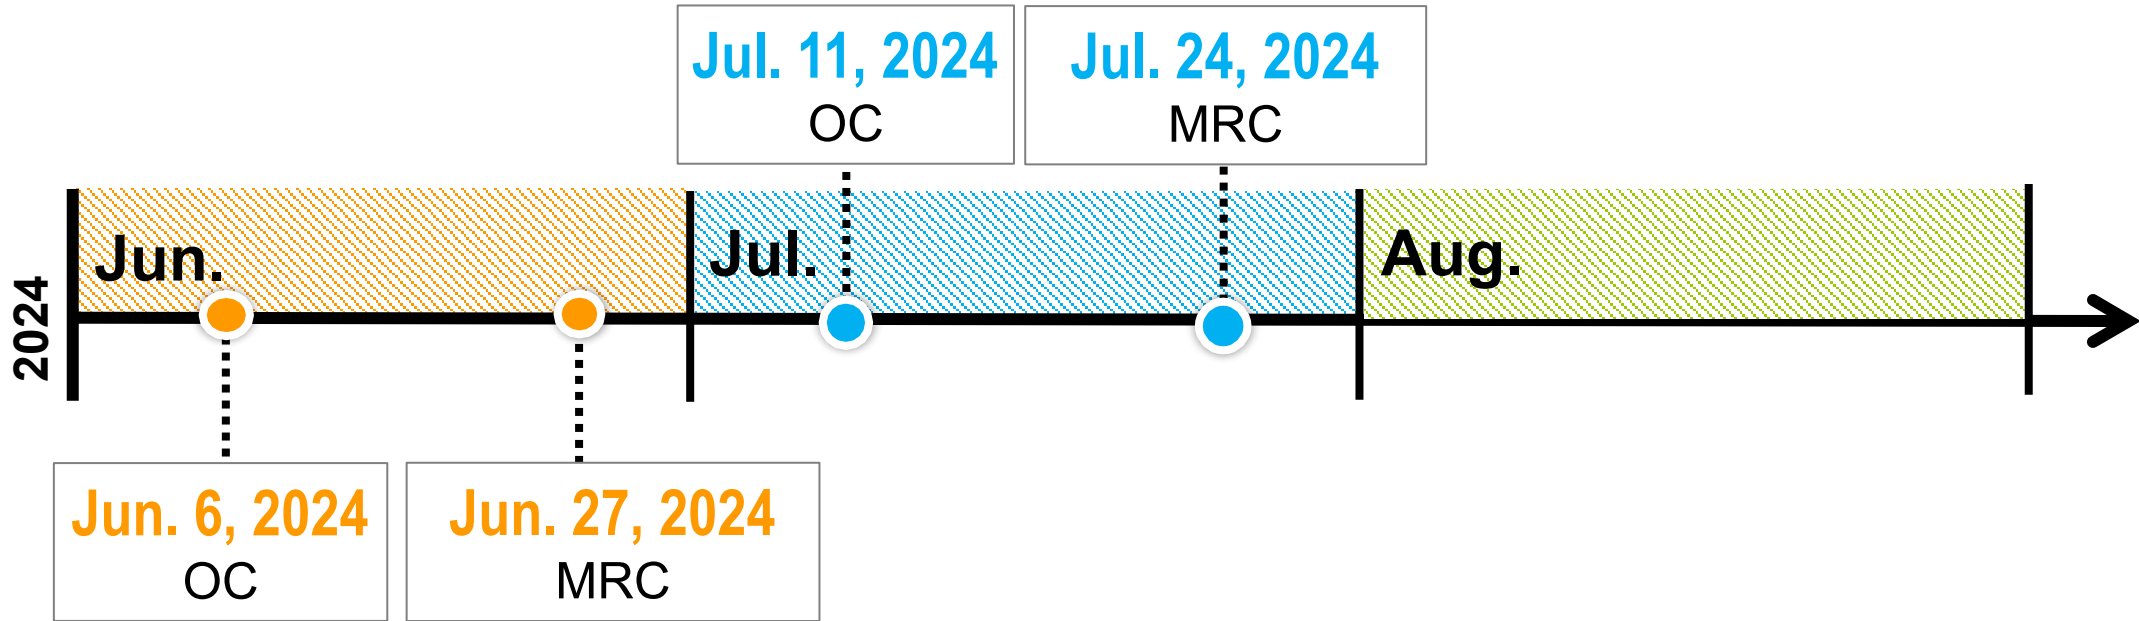 Jul. 11, 2024
OC
Jul. 24, 2024
MRC
2024
Jun.
Jul.
Aug.
Jun. 6, 2024
OC
Jun. 27, 2024
MRC